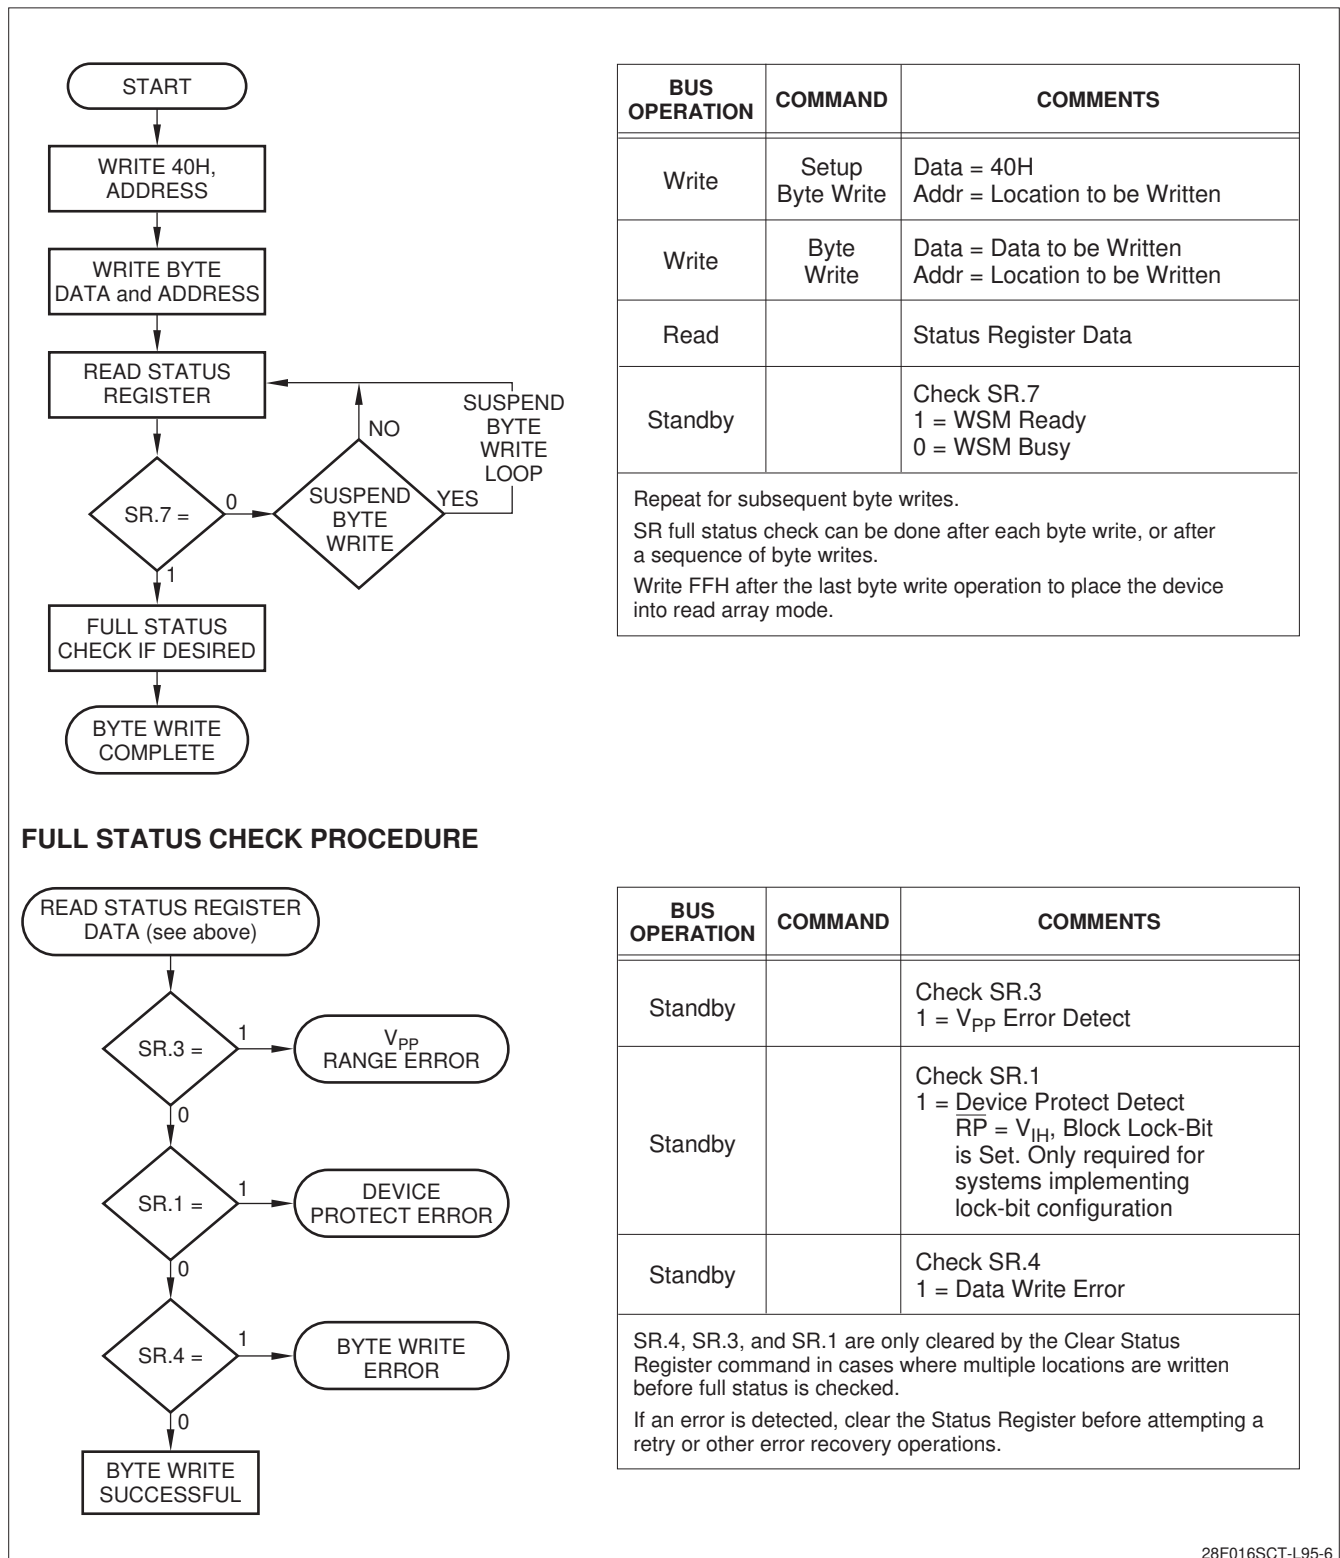 START
WRITE 40H,
ADDRESS
WRITE BYTE
DATA and ADDRESS
READ STATUS
REGISTER
SUSPEND
BYTE
WRITE
LOOP
NO
SR.7 =
0
SUSPEND
BYTE
WRITE
YES
1
FULL STATUS
CHECK IF DESIRED
BYTE WRITE
COMPLETE
BUS
OPERATION
COMMAND
COMMENTS
Write
Setup
Byte Write
Data = 40H
Addr = Location to be Written
Write
Byte
Write
Data = Data to be Written
Addr = Location to be Written
Read
Status Register Data
Standby
Check SR.7
1 = WSM Ready
0 = WSM Busy
Repeat for subsequent byte writes.
SR full status check can be done after each byte write, or after
a sequence of byte writes.
Write FFH after the last byte write operation to place the device
into read array mode.
FULL STATUS CHECK PROCEDURE
READ STATUS REGISTER
DATA (see above)
SR.3 =
1
VPP
RANGE ERROR
0
SR.1 =
1
DEVICE
PROTECT ERROR
0
SR.4 =
1
BYTE WRITE
ERROR
0
BYTE WRITE
SUCCESSFUL
BUS
OPERATION
COMMAND
COMMENTS
Standby
Check SR.3
1 = VPP Error Detect
Standby
Check SR.1
1 = Device Protect Detect
R̅P̅ = VIH, Block Lock-Bit
is Set. Only required for
systems implementing
lock-bit configuration
Standby
Check SR.4
1 = Data Write Error
SR.4, SR.3, and SR.1 are only cleared by the Clear Status
Register command in cases where multiple locations are written
before full status is checked.
If an error is detected, clear the Status Register before attempting a
retry or other error recovery operations.
28F016SCT-L95-6